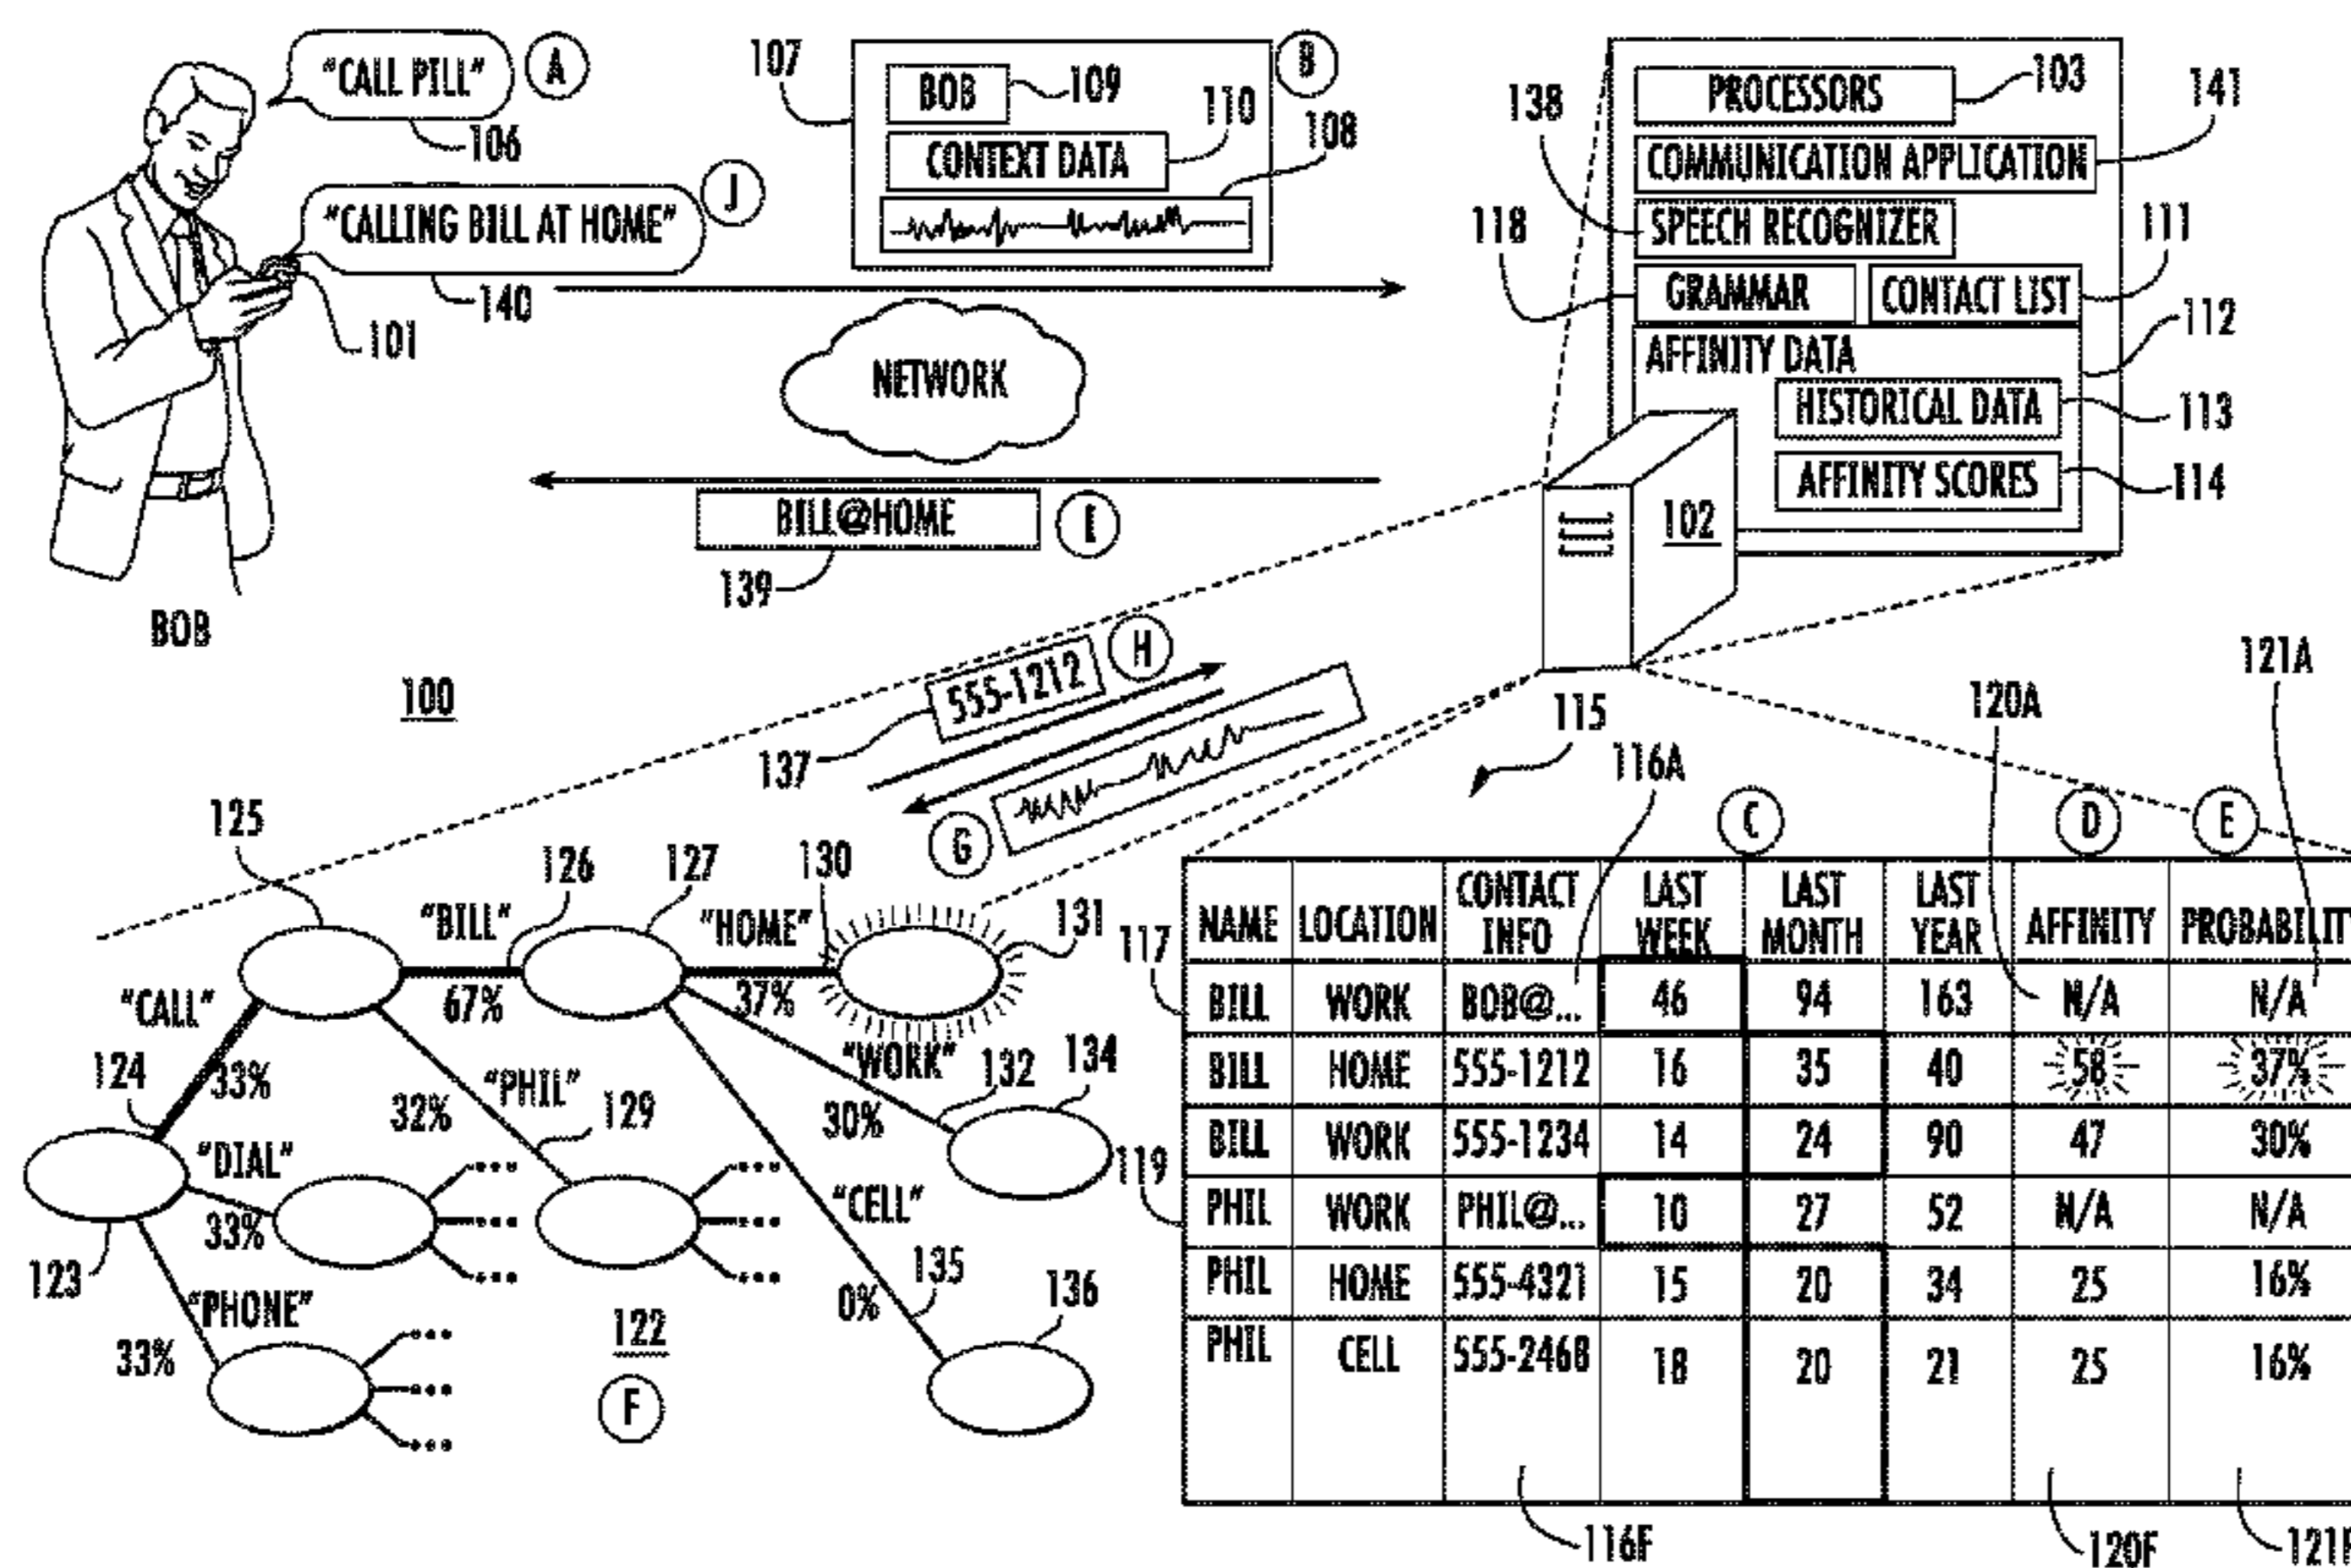 "CALL PILL"
A
106
"CALLING BILL AT HOME"
J
140
101
BOB
100
107
B
BOB
109
CONTEXT DATA
110
108
NETWORK
BILL@HOME
I
139
PROCESSORS
103
138
COMMUNICATION APPLICATION
141
SPEECH RECOGNIZER
118
GRAMMAR
CONTACT LIST
111
AFFINITY DATA
112
HISTORICAL DATA
113
AFFINITY SCORES
114
102
555-1212
H
137
G
115
116A
120A
121A
125
126
127
130
131
"BILL"
"HOME"
67%
37%
"CALL"
124
33%
32%
"PHIL"
129
"WORK"
132
134
30%
"DIAL"
33%
123
"PHONE"
33%
"CELL"
135
0%
136
122
F
C
D
E
NAME LOCATION CONTACT INFO LAST WEEK LAST MONTH LAST YEAR AFFINITY PROBABILITY
117
BILL WORK BOB@... 46 94 163 N/A N/A
BILL HOME 555-1212 16 35 40 58 37%
BILL WORK 555-1234 14 24 90 47 30%
119
PHIL WORK PHIL@... 10 27 52 N/A N/A
PHIL HOME 555-4321 15 20 34 25 16%
PHIL CELL 555-2468 18 20 21 25 16%
116F
120F